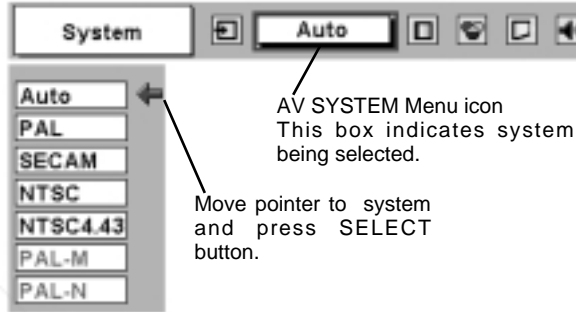 System
Auto
Auto
PAL
SECAM
NTSC
NTSC4.43
PAL-M
PAL-N
AV SYSTEM Menu icon
This box indicates system
being selected.
Move pointer to system
and press SELECT
button.